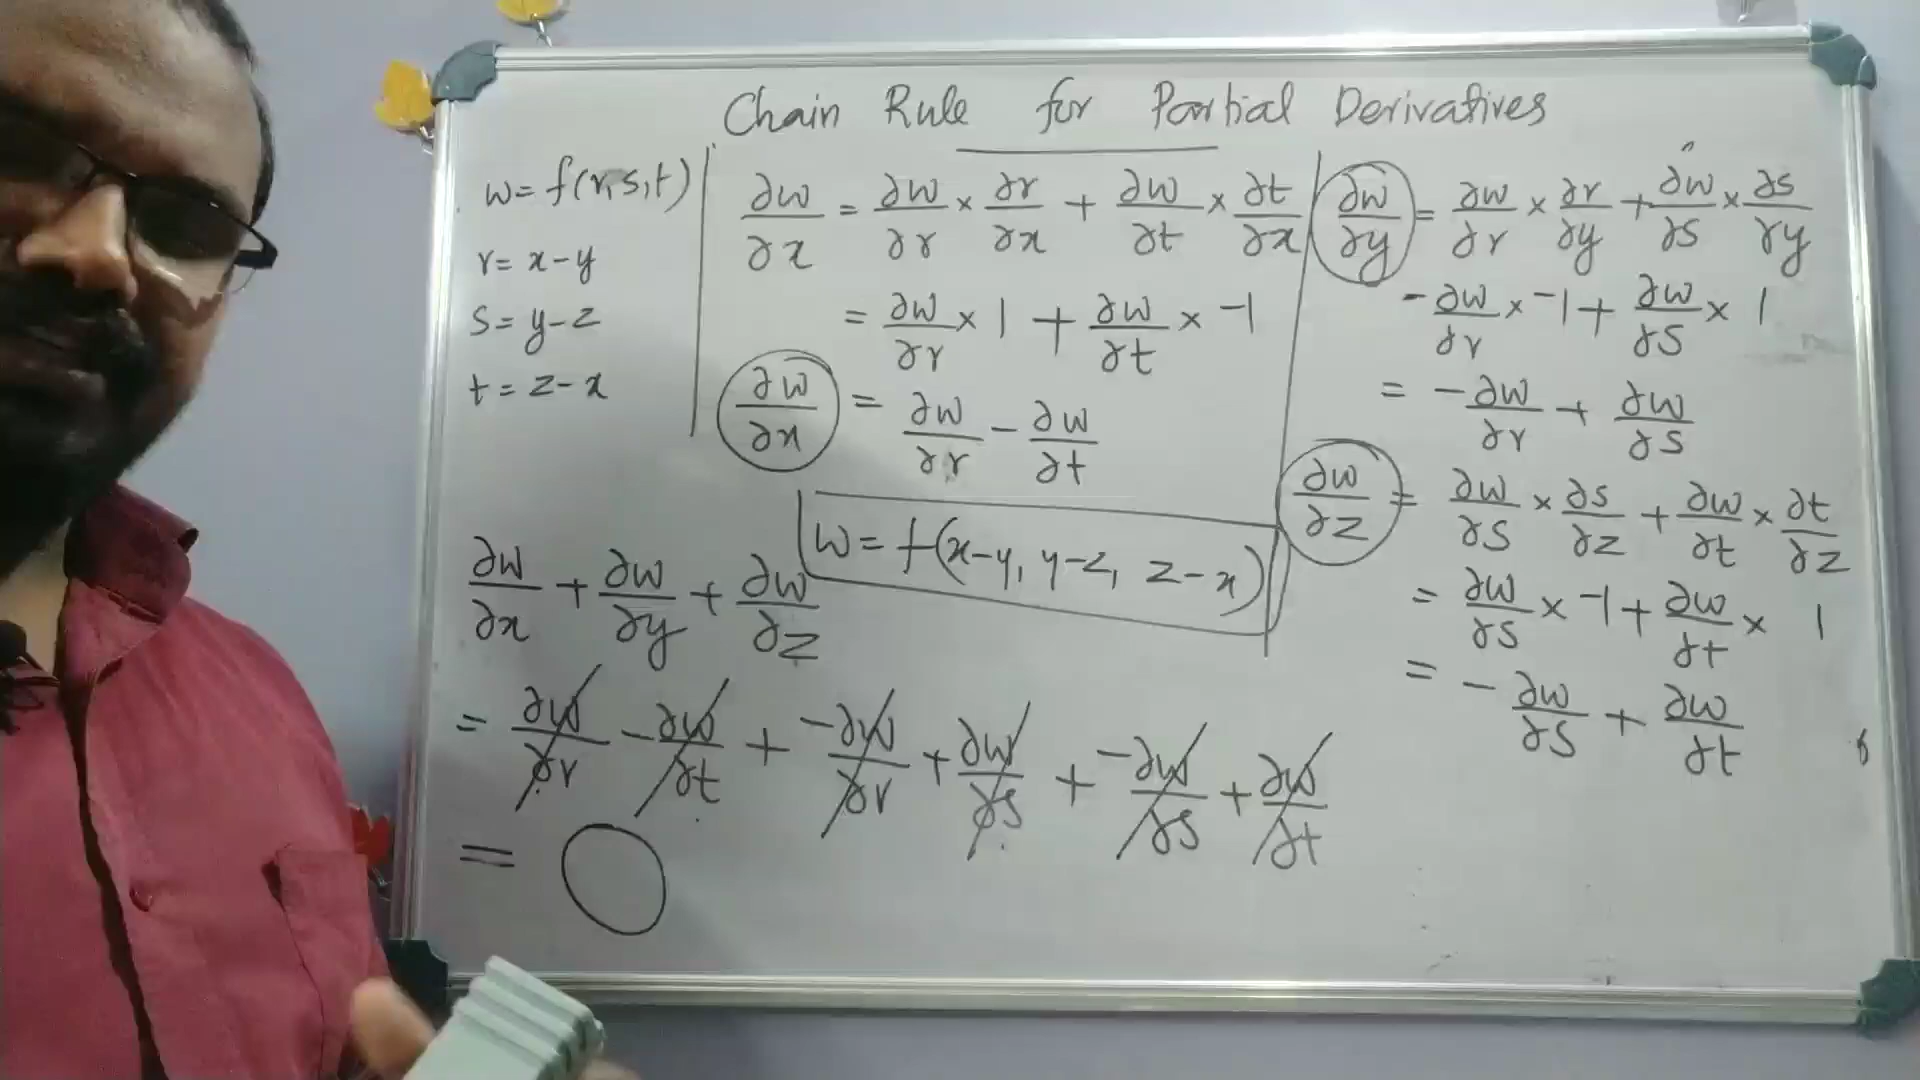 Chain Rule for Partial Derivatives
w = f(r, s, t)
r = x - y
s = y - z
t = z - x
∂w/∂x = ∂w/∂r × ∂r/∂x + ∂w/∂t × ∂t/∂x
= ∂w/∂r × 1 + ∂w/∂t × -1
∂w/∂x = ∂w/∂r - ∂w/∂t
w = f(x-y, y-z, z-x)
∂w/∂y = ∂w/∂r × ∂r/∂y + ∂w/∂s × ∂s/∂y
- ∂w/∂r × -1 + ∂w/∂s × 1
= -∂w/∂r + ∂w/∂s
∂w/∂z = ∂w/∂s × ∂s/∂z + ∂w/∂t × ∂t/∂z
= ∂w/∂s × -1 + ∂w/∂t × 1
= -∂w/∂s + ∂w/∂t
∂w/∂x + ∂w/∂y + ∂w/∂z
= ∂w/∂r - ∂w/∂t + -∂w/∂r + ∂w/∂s + -∂w/∂s + ∂w/∂t
= 0